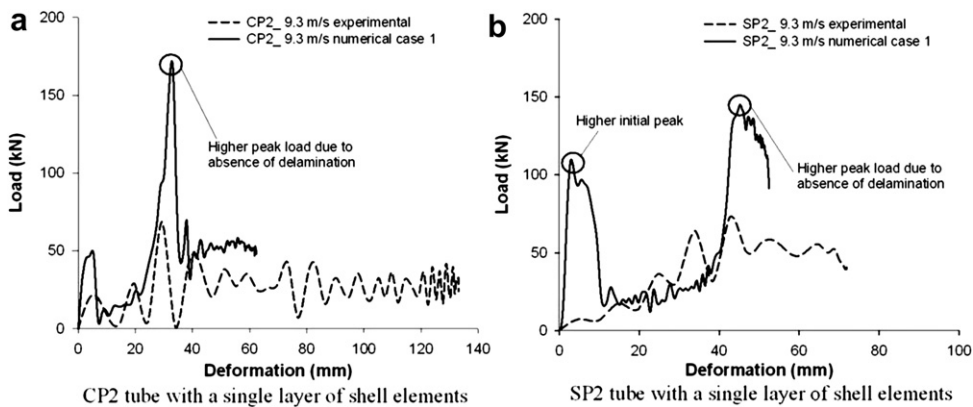 a
CP2_ 9.3 m/s experimental
CP2_ 9.3 m/s numerical case 1
200
150
100
50
0
Load (kN)
Higher peak load due to
absence of delamination
0 20 40 60 80 100 120 140
Deformation (mm)
CP2 tube with a single layer of shell elements
b
SP2_ 9.3 m/s experimental
SP2_ 9.3 m/s numerical case 1
200
150
100
50
0
Load (kN)
Higher initial peak
Higher peak load due to
absence of delamination
0 20 40 60 80 100
Deformation (mm)
SP2 tube with a single layer of shell elements